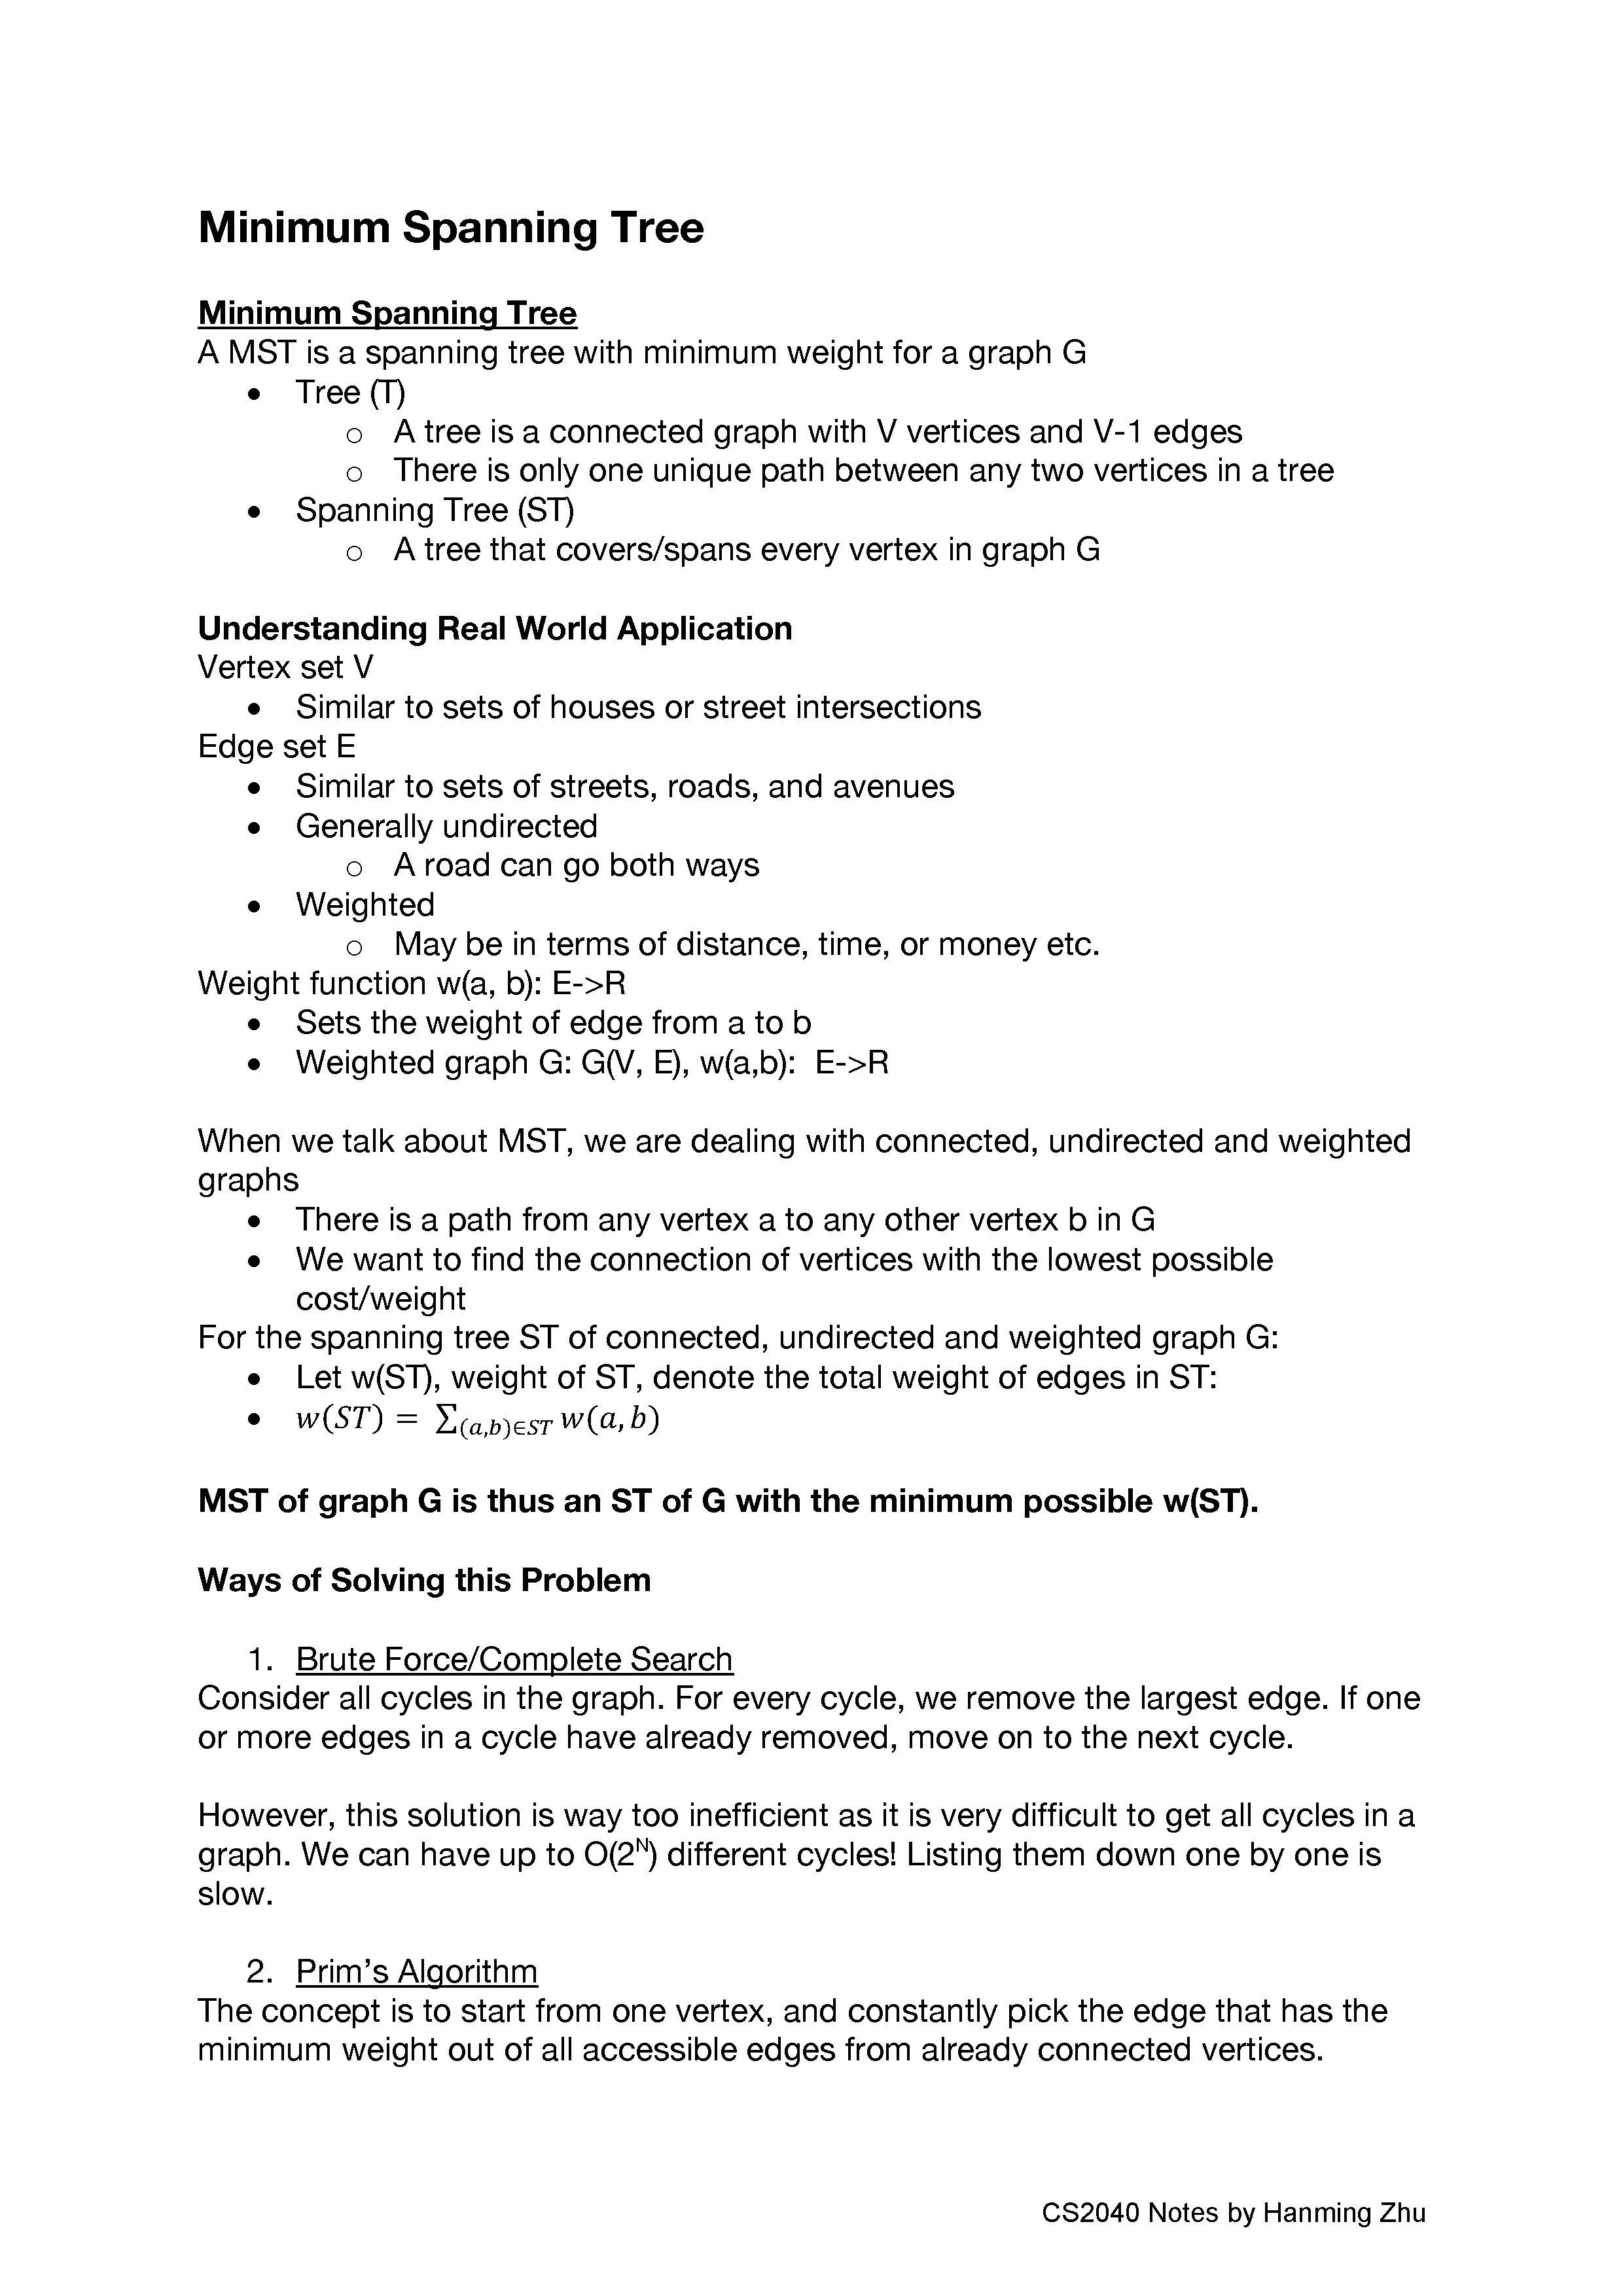 Minimum Spanning Tree
Minimum Spanning Tree
A MST is a spanning tree with minimum weight for a graph G
• Tree (T)
o A tree is a connected graph with V vertices and V-1 edges
o There is only one unique path between any two vertices in a tree
• Spanning Tree (ST)
o A tree that covers/spans every vertex in graph G
Understanding Real World Application
Vertex set V
• Similar to sets of houses or street intersections
Edge set E
• Similar to sets of streets, roads, and avenues
• Generally undirected
o A road can go both ways
• Weighted
o May be in terms of distance, time, or money etc.
Weight function w(a, b): E->R
• Sets the weight of edge from a to b
• Weighted graph G: G(V, E), w(a,b): E->R
When we talk about MST, we are dealing with connected, undirected and weighted
graphs
• There is a path from any vertex a to any other vertex b in G
• We want to find the connection of vertices with the lowest possible
cost/weight
For the spanning tree ST of connected, undirected and weighted graph G:
• Let w(ST), weight of ST, denote the total weight of edges in ST:
• w(ST) = ∑(a,b)∈ST w(a, b)
MST of graph G is thus an ST of G with the minimum possible w(ST).
Ways of Solving this Problem
1. Brute Force/Complete Search
Consider all cycles in the graph. For every cycle, we remove the largest edge. If one
or more edges in a cycle have already removed, move on to the next cycle.
However, this solution is way too inefficient as it is very difficult to get all cycles in a
graph. We can have up to O(2ᴺ) different cycles! Listing them down one by one is
slow.
2. Prim’s Algorithm
The concept is to start from one vertex, and constantly pick the edge that has the
minimum weight out of all accessible edges from already connected vertices.
CS2040 Notes by Hanming Zhu